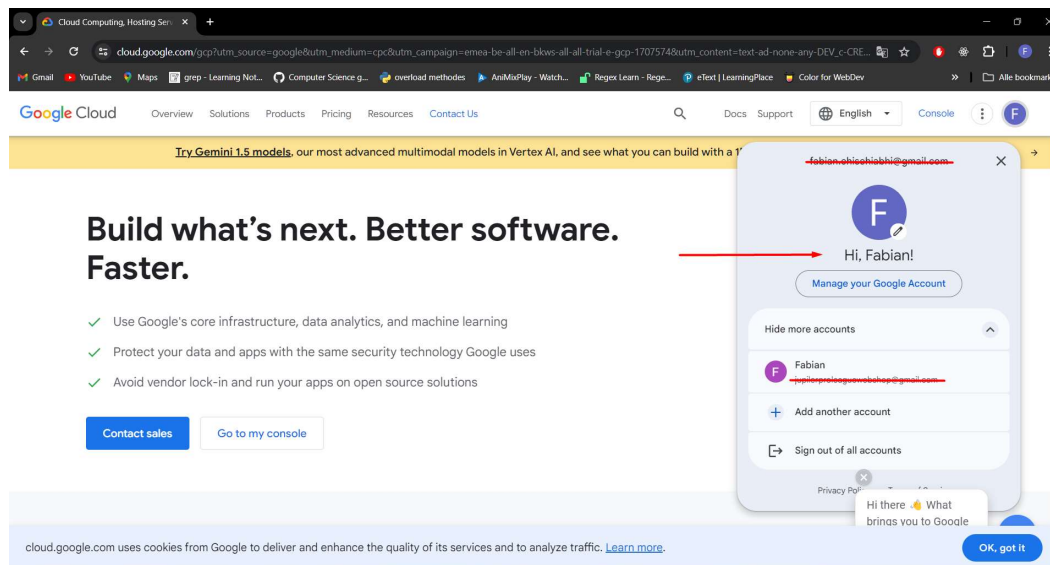 Cloud Computing, Hosting Serv
cloud.google.com/gcp?utm_source=google&utm_medium=cpc&utm_campaign=emea-be-all-en-bkws-all-all-trial-e-gcp-1707574&utm_content=text-ad-none-any-DEV_c-CRE...
Gmail YouTube Maps grep - Learning Not... Computer Science g... overload methodes AniMixPlay - Watch... Regex Learn - Rege... eText | LearningPlace Color for WebDev » Alle bookmark
Google Cloud Overview Solutions Products Pricing Resources Contact Us Docs Support English Console F
Try Gemini 1.5 models, our most advanced multimodal models in Vertex AI, and see what you can build with a 1
F
Hi, Fabian!
Manage your Google Account
Hide more accounts
F Fabian
Add another account
Sign out of all accounts
Privacy
Build what's next. Better software.
Faster.
Use Google's core infrastructure, data analytics, and machine learning
Protect your data and apps with the same security technology Google uses
Avoid vendor lock-in and run your apps on open source solutions
Contact sales Go to my console
Hi there 👋 What
brings you to Google
cloud.google.com uses cookies from Google to deliver and enhance the quality of its services and to analyze traffic. Learn more.
OK, got it